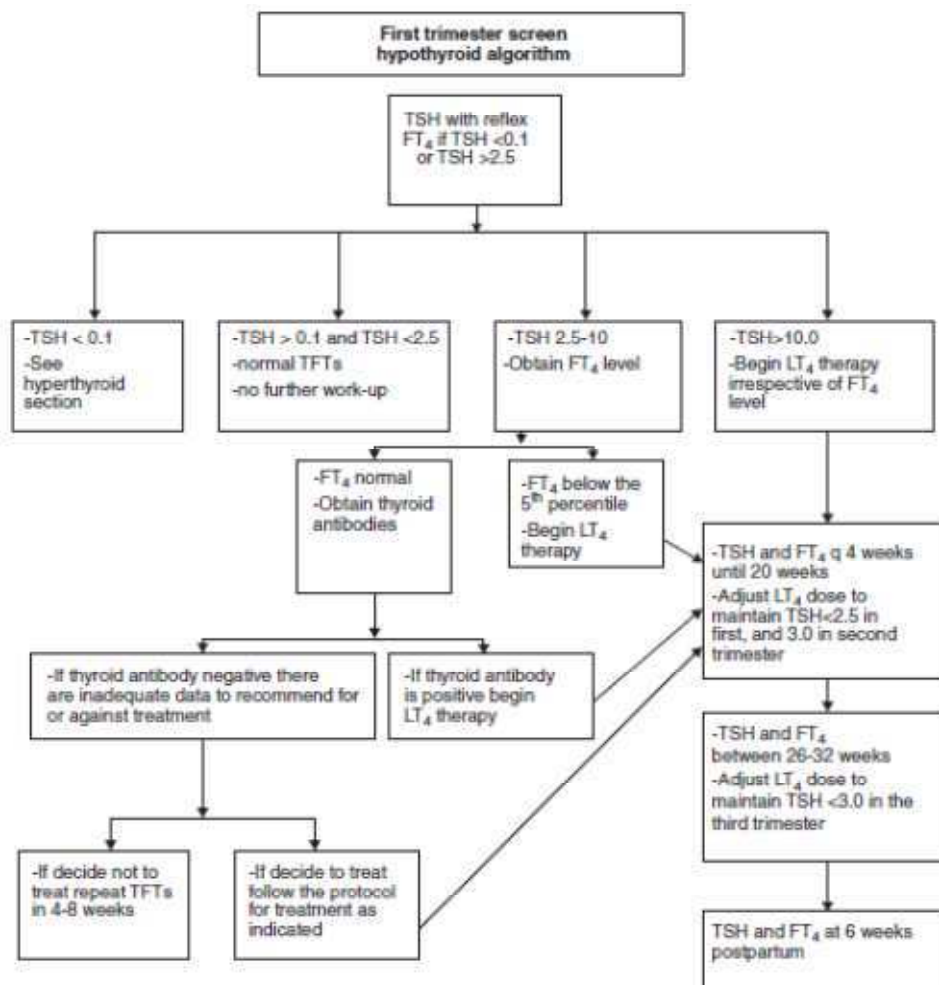 First trimester screen
hypothyroid algorithm
TSH with reflex
FT₄ if TSH <0.1
or TSH >2.5
-TSH < 0.1
-See
hyperthyroid
section
-TSH > 0.1 and TSH <2.5
-normal TFTs
-no further work-up
-TSH 2.5-10
-Obtain FT₄ level
-TSH>10.0
-Begin LT₄ therapy
irrespective of FT₄
level
-FT₄ normal
-Obtain thyroid
antibodies
-FT₄ below the
5th percentile
-Begin LT₄
therapy
-TSH and FT₄ q 4 weeks
until 20 weeks
-Adjust LT₄ dose to
maintain TSH<2.5 in
first, and 3.0 in second
trimester
-If thyroid antibody negative there
are inadequate data to recommend for
or against treatment
-If thyroid antibody
is positive begin
LT₄ therapy
-TSH and FT₄
between 26-32 weeks
-Adjust LT₄ dose to
maintain TSH <3.0 in the
third trimester
-If decide not to
treat repeat TFTs
in 4-8 weeks
-If decide to treat
follow the protocol
for treatment as
indicated
TSH and FT₄ at 6 weeks
postpartum